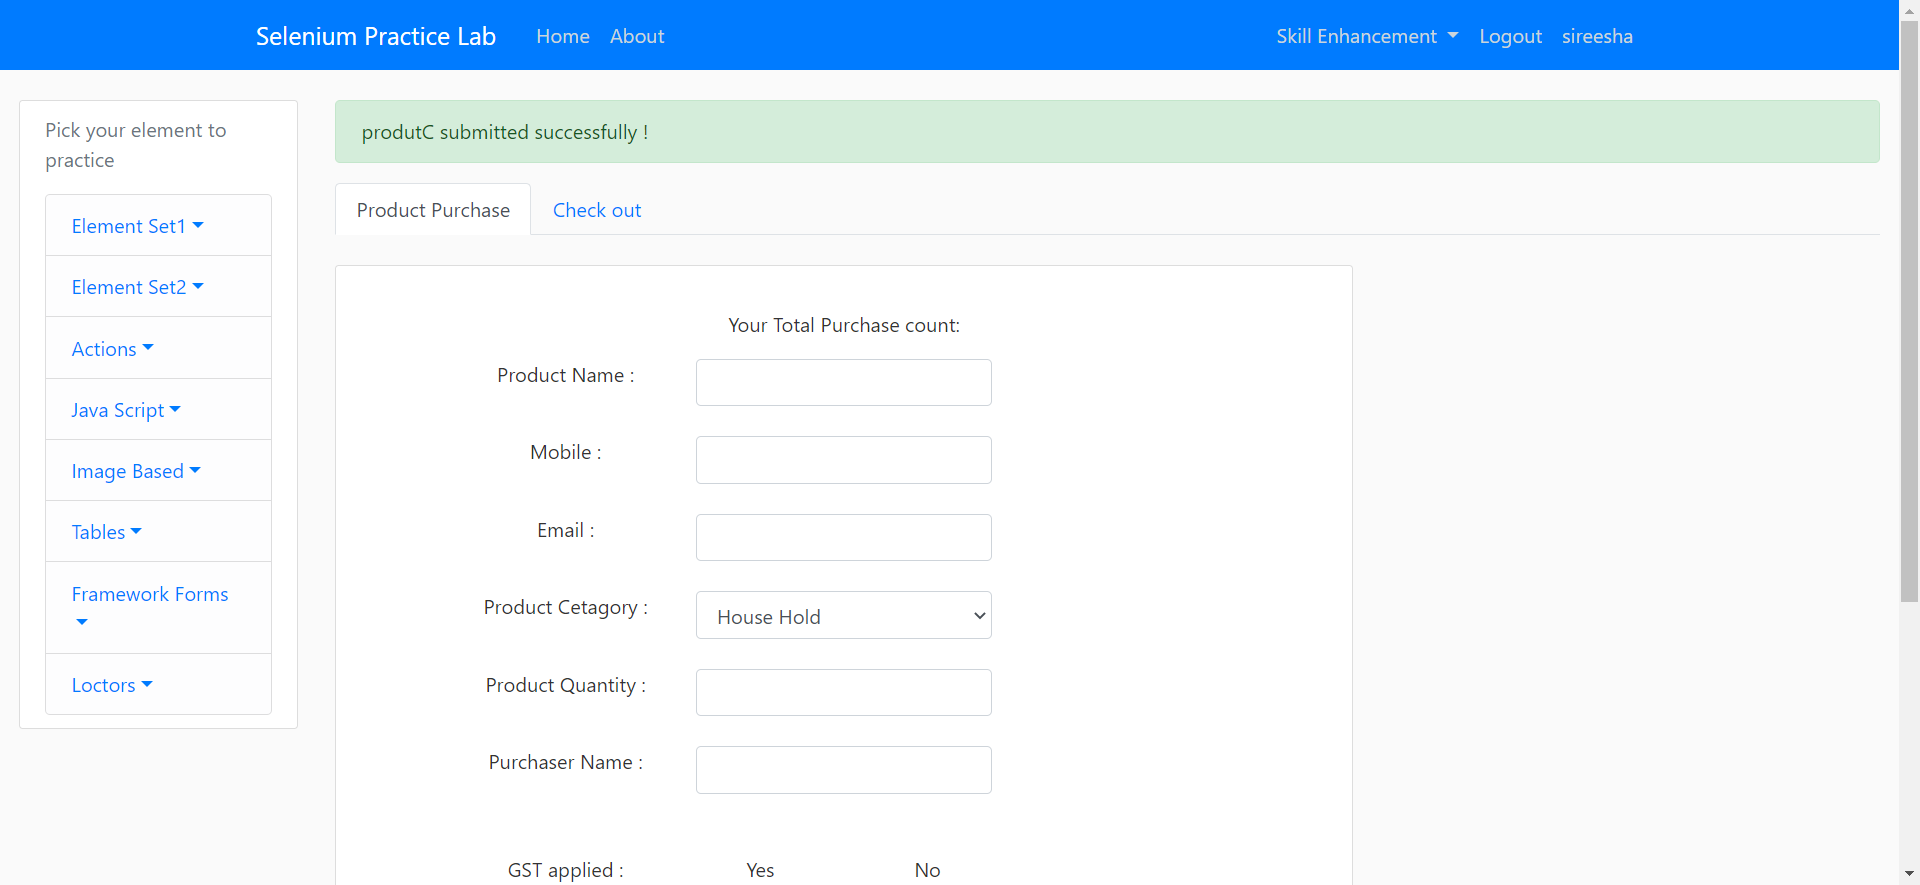 Selenium Practice Lab Home About Skill Enhancement Logout sireesha
Pick your element to
practice
Element Set1
Element Set2
Actions
Java Script
Image Based
Tables
Framework Forms
Loctors
produtC submitted successfully !
Product Purchase Check out
Your Total Purchase count:
Product Name :
Mobile :
Email :
Product Cetagory : House Hold
Product Quantity :
Purchaser Name :
GST applied : Yes No